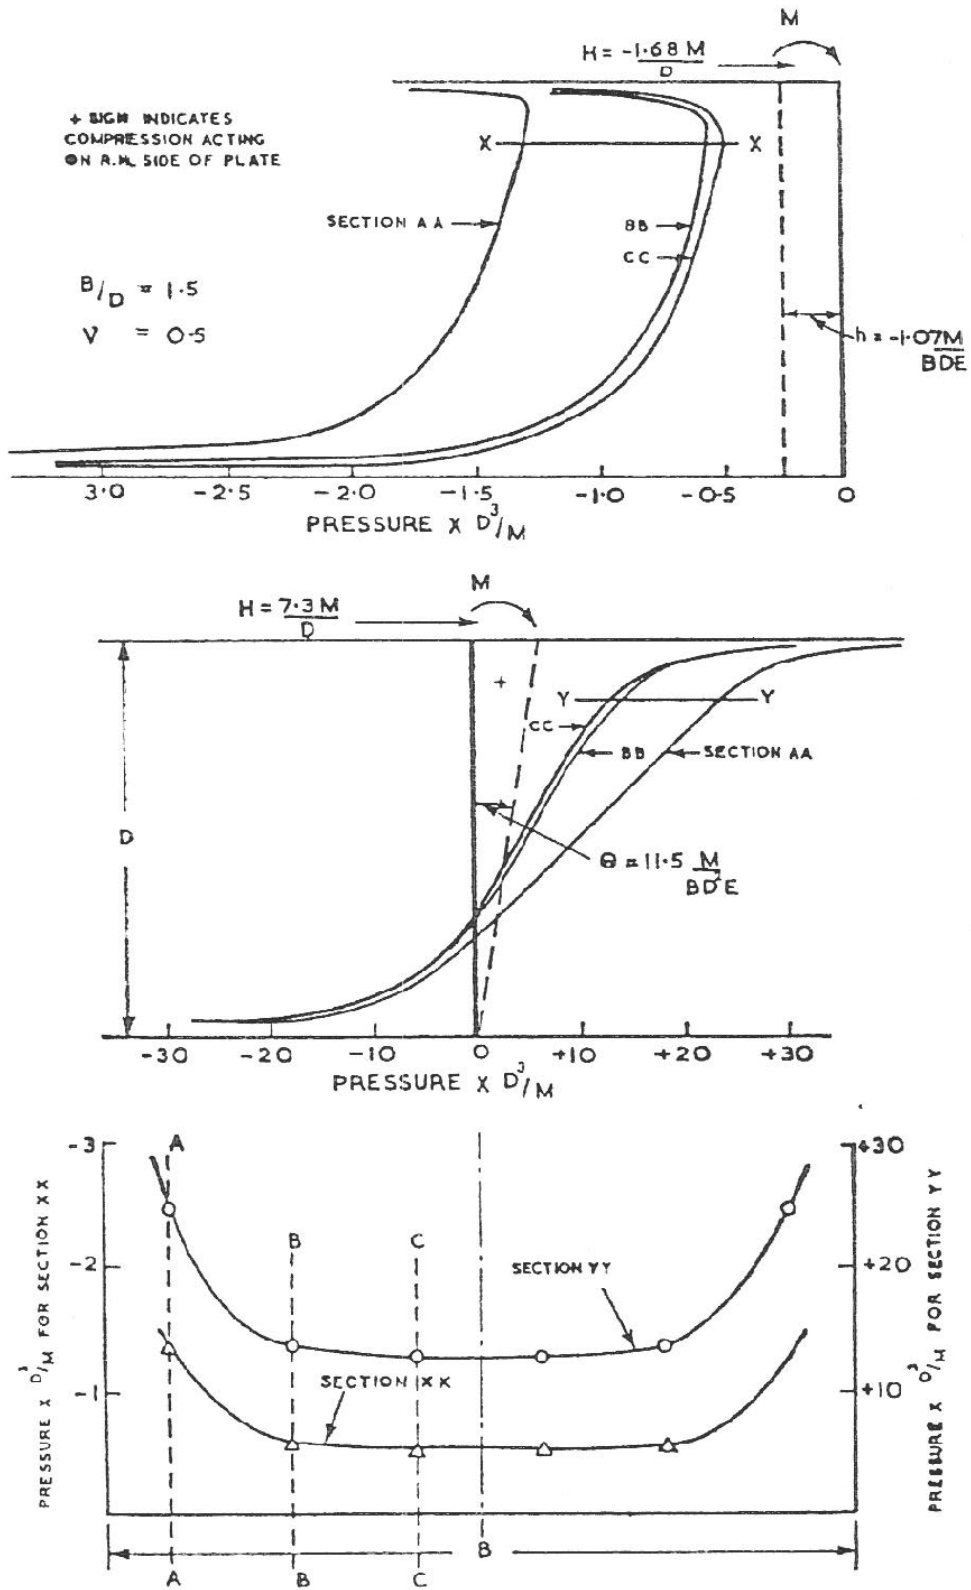 M
H = -1.68 M
D
+ SIGN INDICATES
COMPRESSION ACTING
ON R.H. SIDE OF PLATE
X X
SECTION AA
BB
CC
B/D = 1.5
V = 0.5
h = -1.07M
BDE
3.0 -2.5 -2.0 -1.5 -1.0 -0.5 0
PRESSURE X D³/M
M
H = 7.3 M
D
+
Y Y
CC
BB SECTION AA
D
Θ = 11.5 M
BD²E
-30 -20 -10 0 +10 +20 +30
PRESSURE X D³/M
-3 A +30
B C
-2 SECTION YY +20
SECTION XX
-1 +10
PRESSURE X D³/M FOR SECTION XX
PRESSURE X D³/M FOR SECTION YY
B
A B C